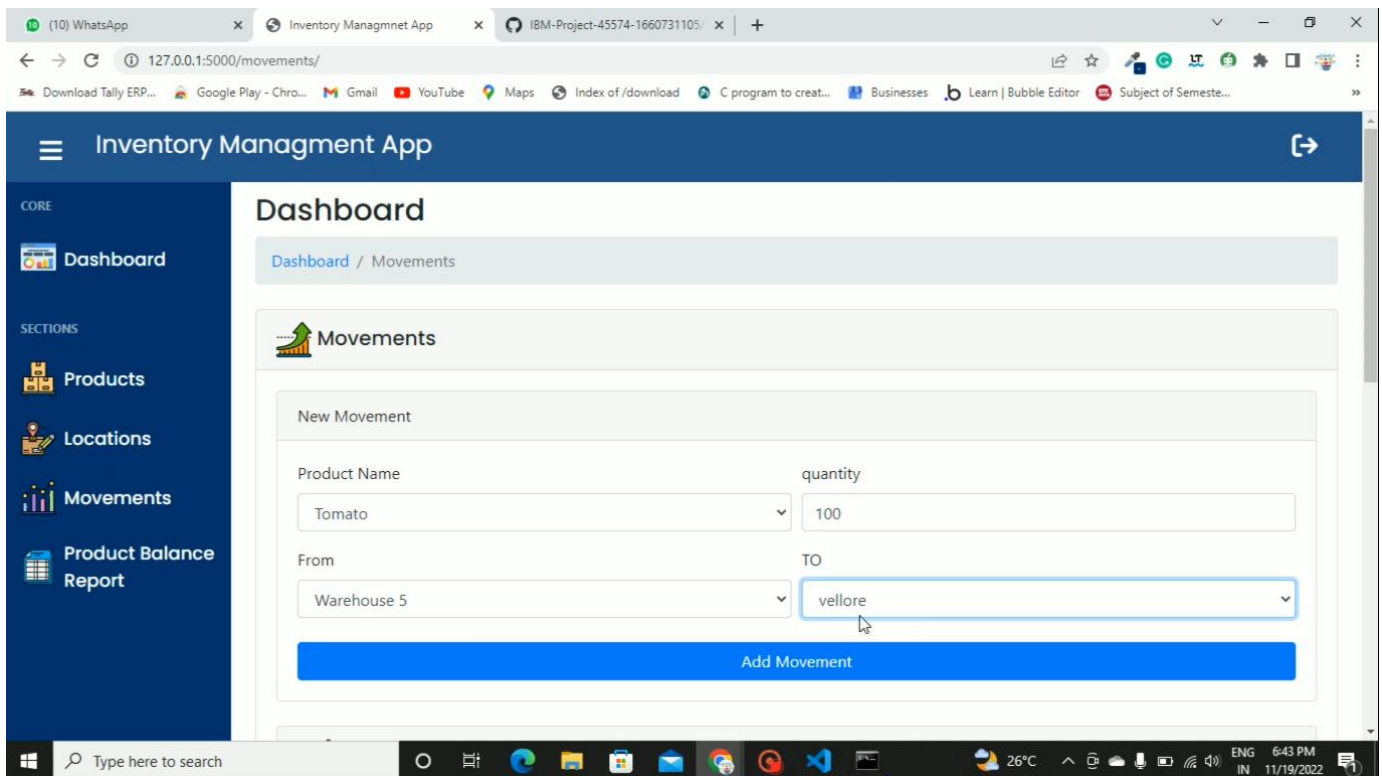 (10) WhatsApp
Inventory Managmnet App
IBM-Project-45574-1660731105/
127.0.0.1:5000/movements/
Download Tally ERP... Google Play - Chro... Gmail YouTube Maps Index of /download C program to creat... Businesses Learn | Bubble Editor Subject of Semeste... »
Inventory Managment App
CORE
Dashboard
SECTIONS
Products
Locations
Movements
Product Balance
Report
Dashboard
Dashboard / Movements
Movements
New Movement
Product Name quantity
Tomato 100
From TO
Warehouse 5 vellore
Add Movement
Type here to search
26°C
ENG 6:43 PM
IN 11/19/2022